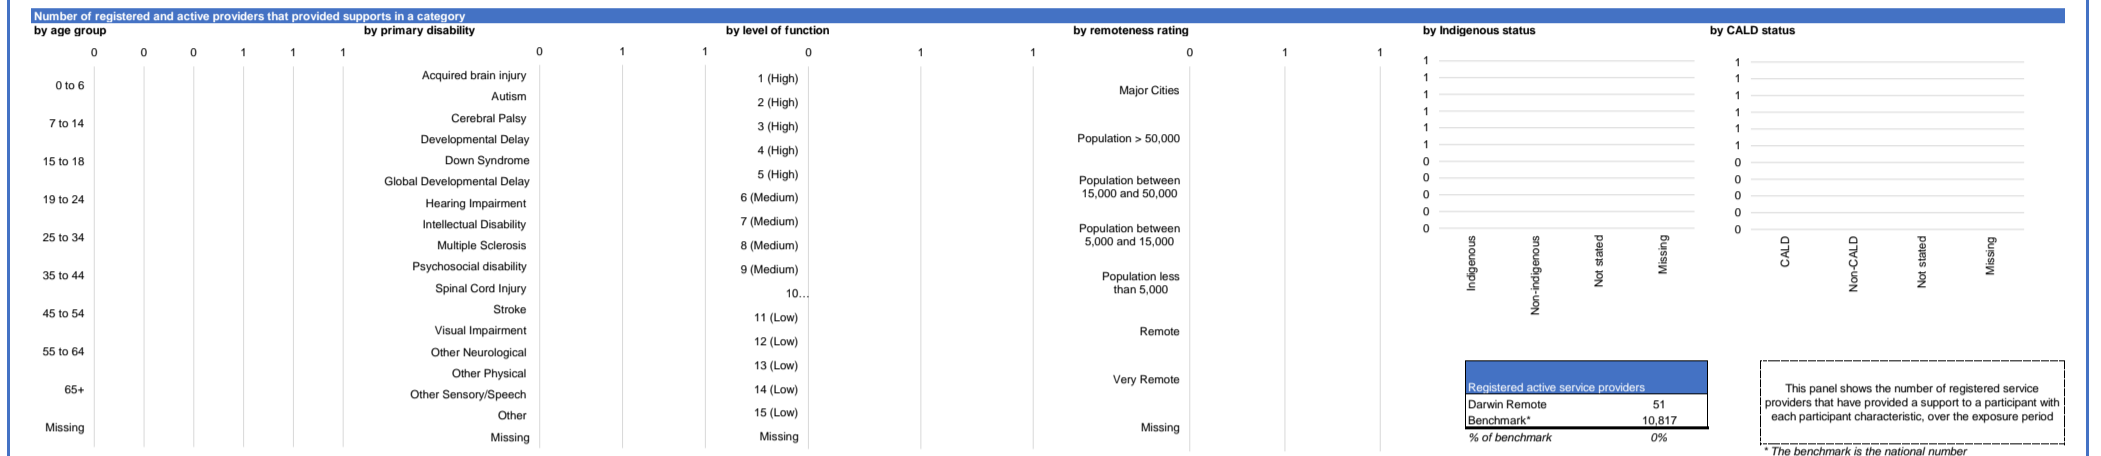 Number of registered and active providers that provided supports in a category
by age group
0 0 0 1 1 1
0 to 6
7 to 14
15 to 18
19 to 24
25 to 34
35 to 44
45 to 54
55 to 64
65+
Missing
by primary disability
0 1 1
Acquired brain injury
Autism
Cerebral Palsy
Developmental Delay
Down Syndrome
Global Developmental Delay
Hearing Impairment
Intellectual Disability
Multiple Sclerosis
Psychosocial disability
Spinal Cord Injury
Stroke
Visual Impairment
Other Neurological
Other Physical
Other Sensory/Speech
Other
Missing
by level of function
0 1 1
1 (High)
2 (High)
3 (High)
4 (High)
5 (High)
6 (Medium)
7 (Medium)
8 (Medium)
9 (Medium)
10...
11 (Low)
12 (Low)
13 (Low)
14 (Low)
15 (Low)
Missing
by remoteness rating
0 1 1
Major Cities
Population > 50,000
Population between
15,000 and 50,000
Population between
5,000 and 15,000
Population less
than 5,000
Remote
Very Remote
Missing
by Indigenous status
1
1
1
1
1
1
0
0
0
0
0
Indigenous
Non-indigenous
Not stated
Missing
by CALD status
1
1
1
1
1
1
0
0
0
0
0
CALD
Non-CALD
Not stated
Missing
Registered active service providers
Darwin Remote 51
Benchmark* 10,817
% of benchmark 0%
This panel shows the number of registered service
providers that have provided a support to a participant with
each participant characteristic, over the exposure period
* The benchmark is the national number